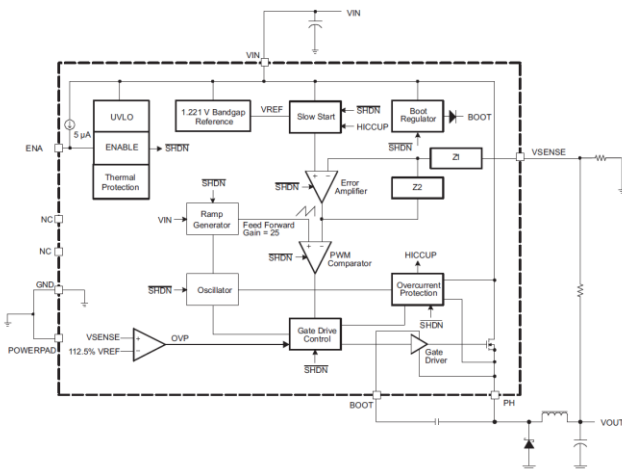 VIN
VIN
UVLO
ENABLE
Thermal
Protection
5 µA
ENA
SHDN
1.221 V Bandgap
Reference
VREF
Slow Start
SHDN
HICCUP
Boot
Regulator
BOOT
SHDN
VSENSE
Z1
Z2
SHDN
Error
Amplifier
SHDN
Ramp
Generator
VIN
Feed Forward
Gain = 25
SHDN
PWM
Comparator
NC
NC
GND
POWERPAD
SHDN
Oscillator
HICCUP
Overcurrent
Protection
SHDN
VSENSE
112.5% VREF
OVP
Gate Drive
Control
SHDN
Gate
Driver
BOOT
PH
VOUT